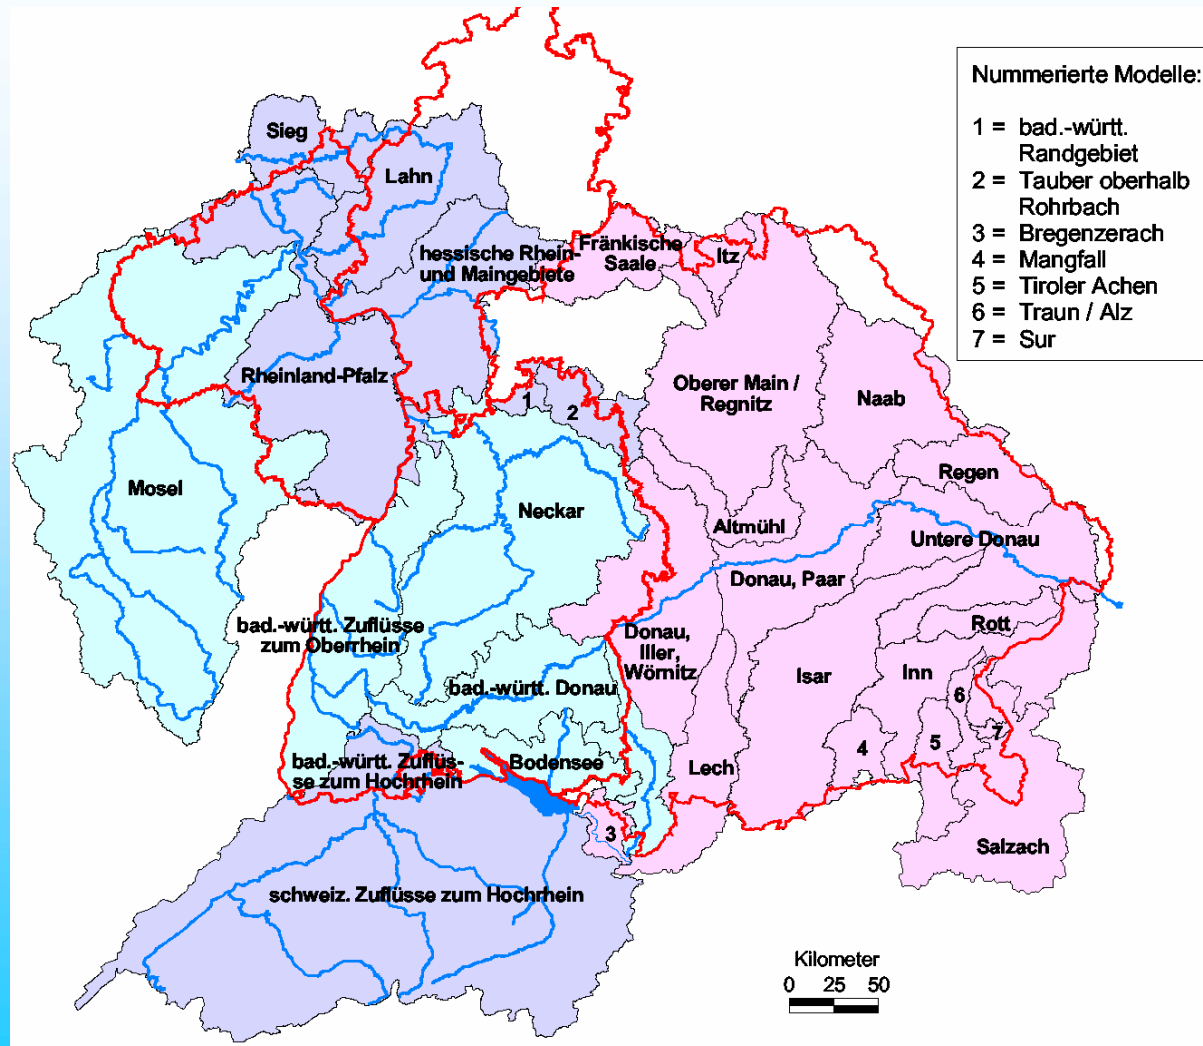 Nummerierte Modelle:
1 = bad.-württ.
Randgebiet
2 = Tauber oberhalb
Rohrbach
3 = Bregenzerach
4 = Mangfall
5 = Tiroler Achen
6 = Traun / Alz
7 = Sur
Sieg
Lahn
hessische Rhein-
und Maingebiete
Fränkische
Saale
Itz
Rheinland-Pfalz
1
2
Oberer Main /
Regnitz
Naab
Regen
Mosel
Neckar
Altmühl
Untere Donau
Donau, Paar
bad.-württ. Zuflüsse
zum Oberrhein
Donau,
Iller,
Wörnitz
Rott
Isar
Inn
bad.-württ. Donau
6
7
5
4
bad.-württ. Zuflüs-
se zum Hochrhein
Bodensee
Lech
3
Salzach
schweiz. Zuflüsse zum Hochrhein
Kilometer
0 25 50